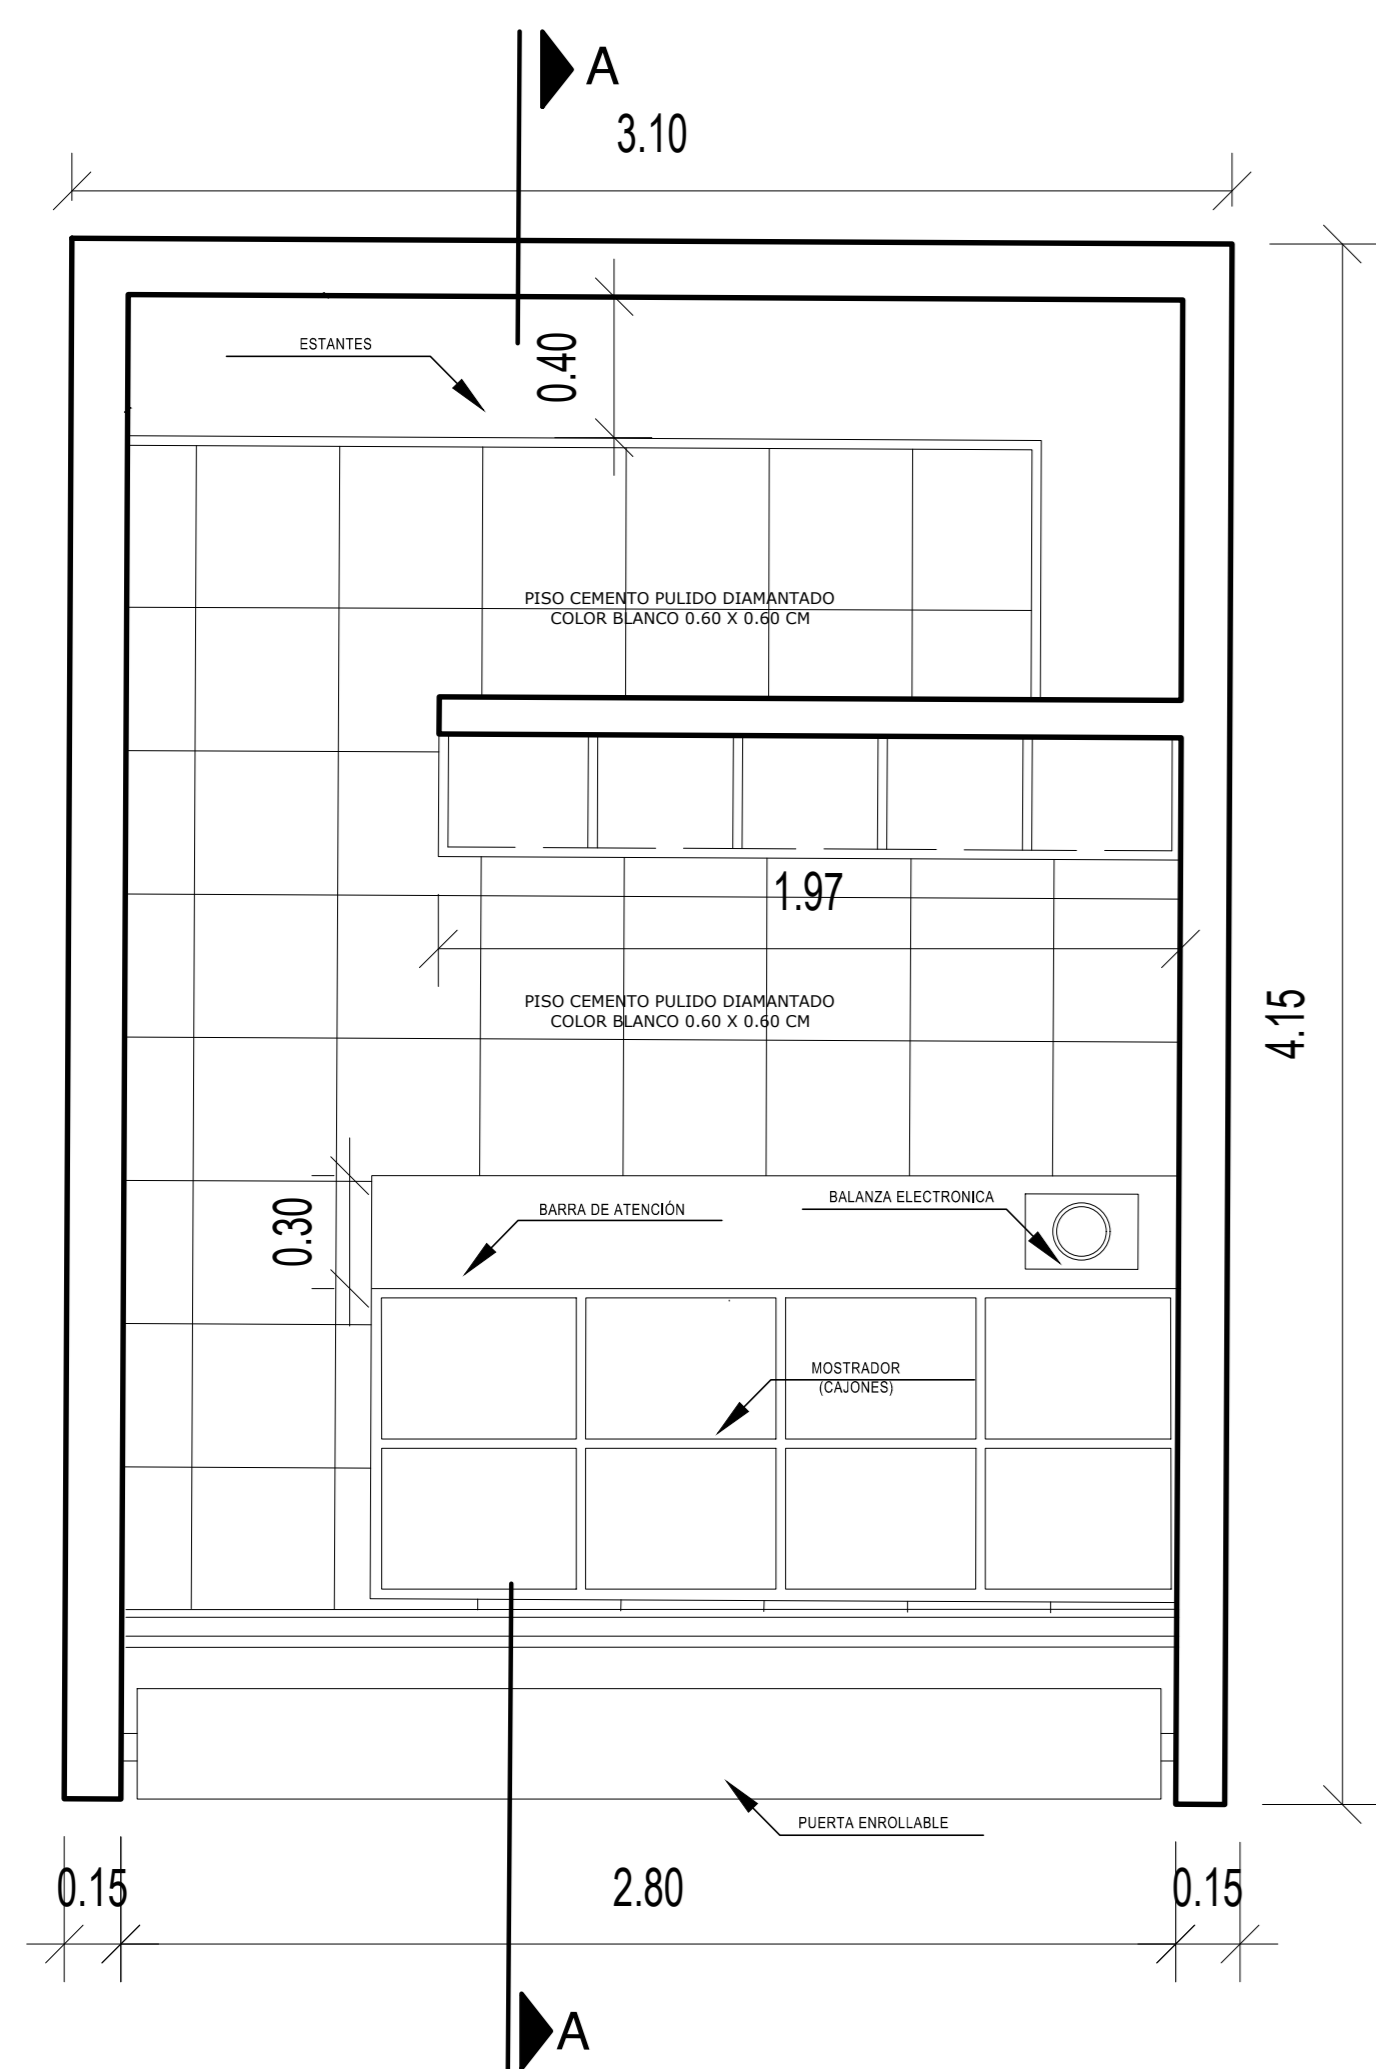 A
3.10
ESTANTES
0.40
PISO CEMENTO PULIDO DIAMANTADO
COLOR BLANCO 0.60 X 0.60 CM
1.97
PISO CEMENTO PULIDO DIAMANTADO
COLOR BLANCO 0.60 X 0.60 CM
4.15
0.30
BARRA DE ATENCIÓN
BALANZA ELECTRONICA
MOSTRADOR
(CAJONES)
PUERTA ENROLLABLE
0.15
2.80
0.15
A